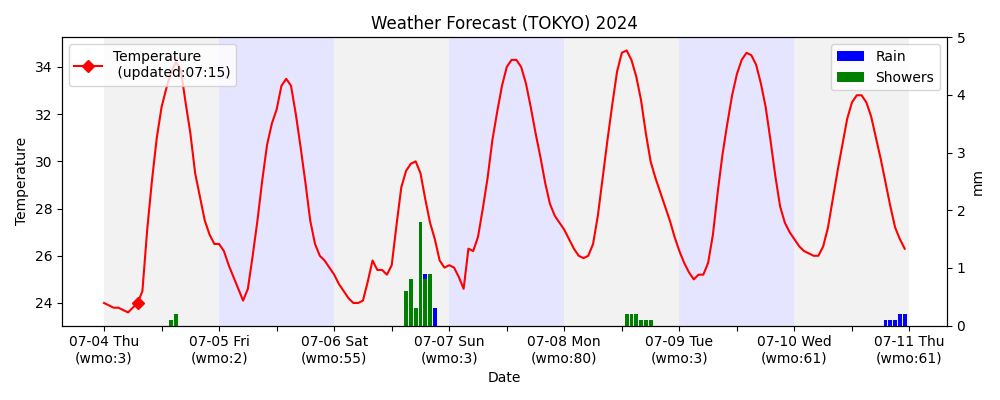 Weather Forecast (TOKYO) 2024
Temperature
(updated:07:15)
Rain
Showers
Temperature
34
32
30
28
26
24
5
4
3
2
1
0
mm
07-04 Thu
(wmo:3)
07-05 Fri
(wmo:2)
07-06 Sat
(wmo:55)
07-07 Sun
(wmo:3)
07-08 Mon
(wmo:80)
07-09 Tue
(wmo:3)
07-10 Wed
(wmo:61)
07-11 Thu
(wmo:61)
Date